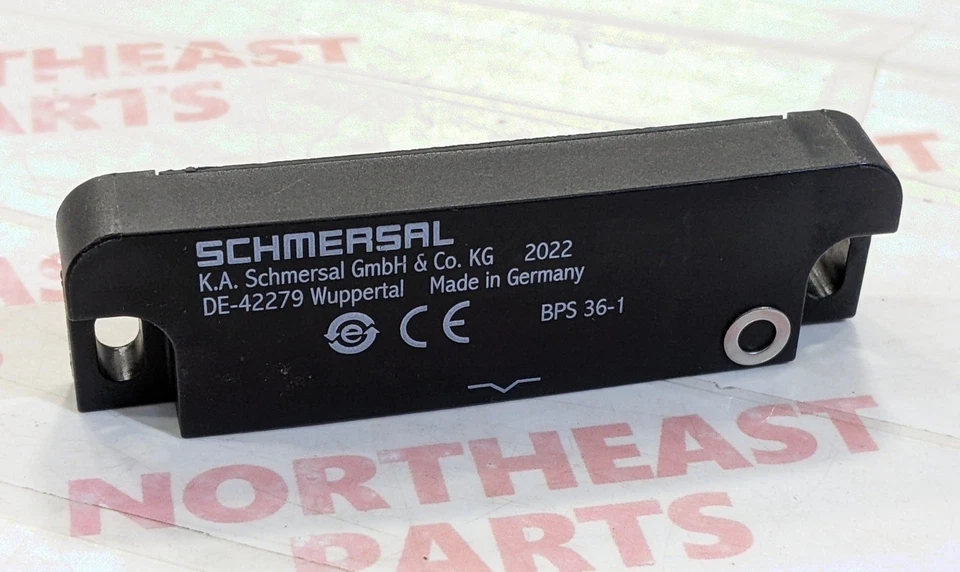 THEAST
NORTHEAST
PARTS
SCHMERSAL
K.A. Schmersal GmbH & Co. KG 2022
DE-42279 Wuppertal Made in Germany
e CE BPS 36-1
NORTHEAST
PARTS